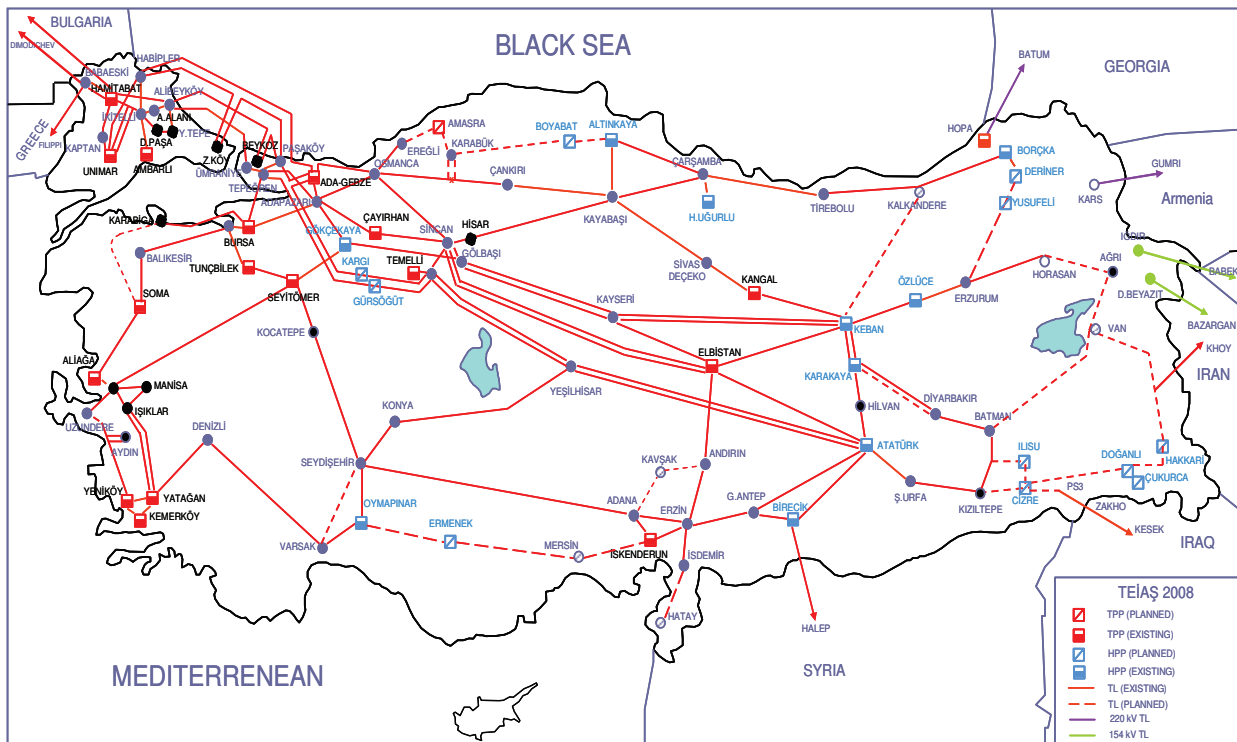 BULGARIA
BLACK SEA
GEORGIA
DIMODICHEV
HABİPLER
BATUM
BABAESKİ
HAMİTABAT
ALİBEYKÖY
GREECE
FILIPPI
KAPTAN
İKİTELLİ
A.ALANI
D.PAŞA
Y.TEPE
UNIMAR
AMBARLI
Z.KÖY
BEYKOZ
PAŞAKÖY
ÜMRANİYE
TEPEÖREN
ADA-GEBZE
ADAPAZARI
OSMANCA
EREĞLİ
AMASRA
KARABÜK
BOYABAT
ALTINKAYA
ÇARŞAMBA
HOPA
BORÇKA
DERİNER
YUSUFELİ
GUMRI
KARS
Armenia
ÇANKIRI
H.UĞURLU
TİREBOLU
KALKANDERE
KAYABAŞI
KARABİGA
BURSA
ÇAYIRHAN
GÖKÇEKAYA
SİNCAN
HİSAR
GÖLBAŞI
BALIKESİR
TUNÇBİLEK
KARGI
TEMELLİ
GÜRSÖĞÜT
SEYİTÖMER
SOMA
KOCATEPE
SİVAS
DEÇEKO
KANGAL
ÖZLÜCE
ERZURUM
HORASAN
AĞRI
IĞDIR
D.BEYAZIT
BABEK
BAZARGAN
KAYSERİ
KEBAN
VAN
KHOY
IRAN
ALİAĞA
MANİSA
IŞIKLAR
UZUNDERE
AYDIN
DENİZLİ
KONYA
YEŞİLHİSAR
ELBİSTAN
KARAKAYA
HİLVAN
DİYARBAKIR
BATMAN
ATATÜRK
ILISU
DOĞANLI
HAKKARİ
ÇUKURCA
YENİKÖY
YATAĞAN
KEMERKÖY
SEYDİŞEHİR
OYMAPINAR
VARSAK
ERMENEK
MERSİN
KAVŞAK
ANDIRIN
ADANA
ERZİN
G.ANTEP
BİRECİK
Ş.URFA
KIZILTEPE
CİZRE
PS3
ZAKHO
KESEK
IRAQ
İSKENDERUN
İSDEMİR
HATAY
HALEP
SYRIA
MEDITERRENEAN
TEİAŞ 2008
TPP (PLANNED)
TPP (EXISTING)
HPP (PLANNED)
HPP (EXISTING)
TL (EXISTING)
TL (PLANNED)
220 kV TL
154 kV TL